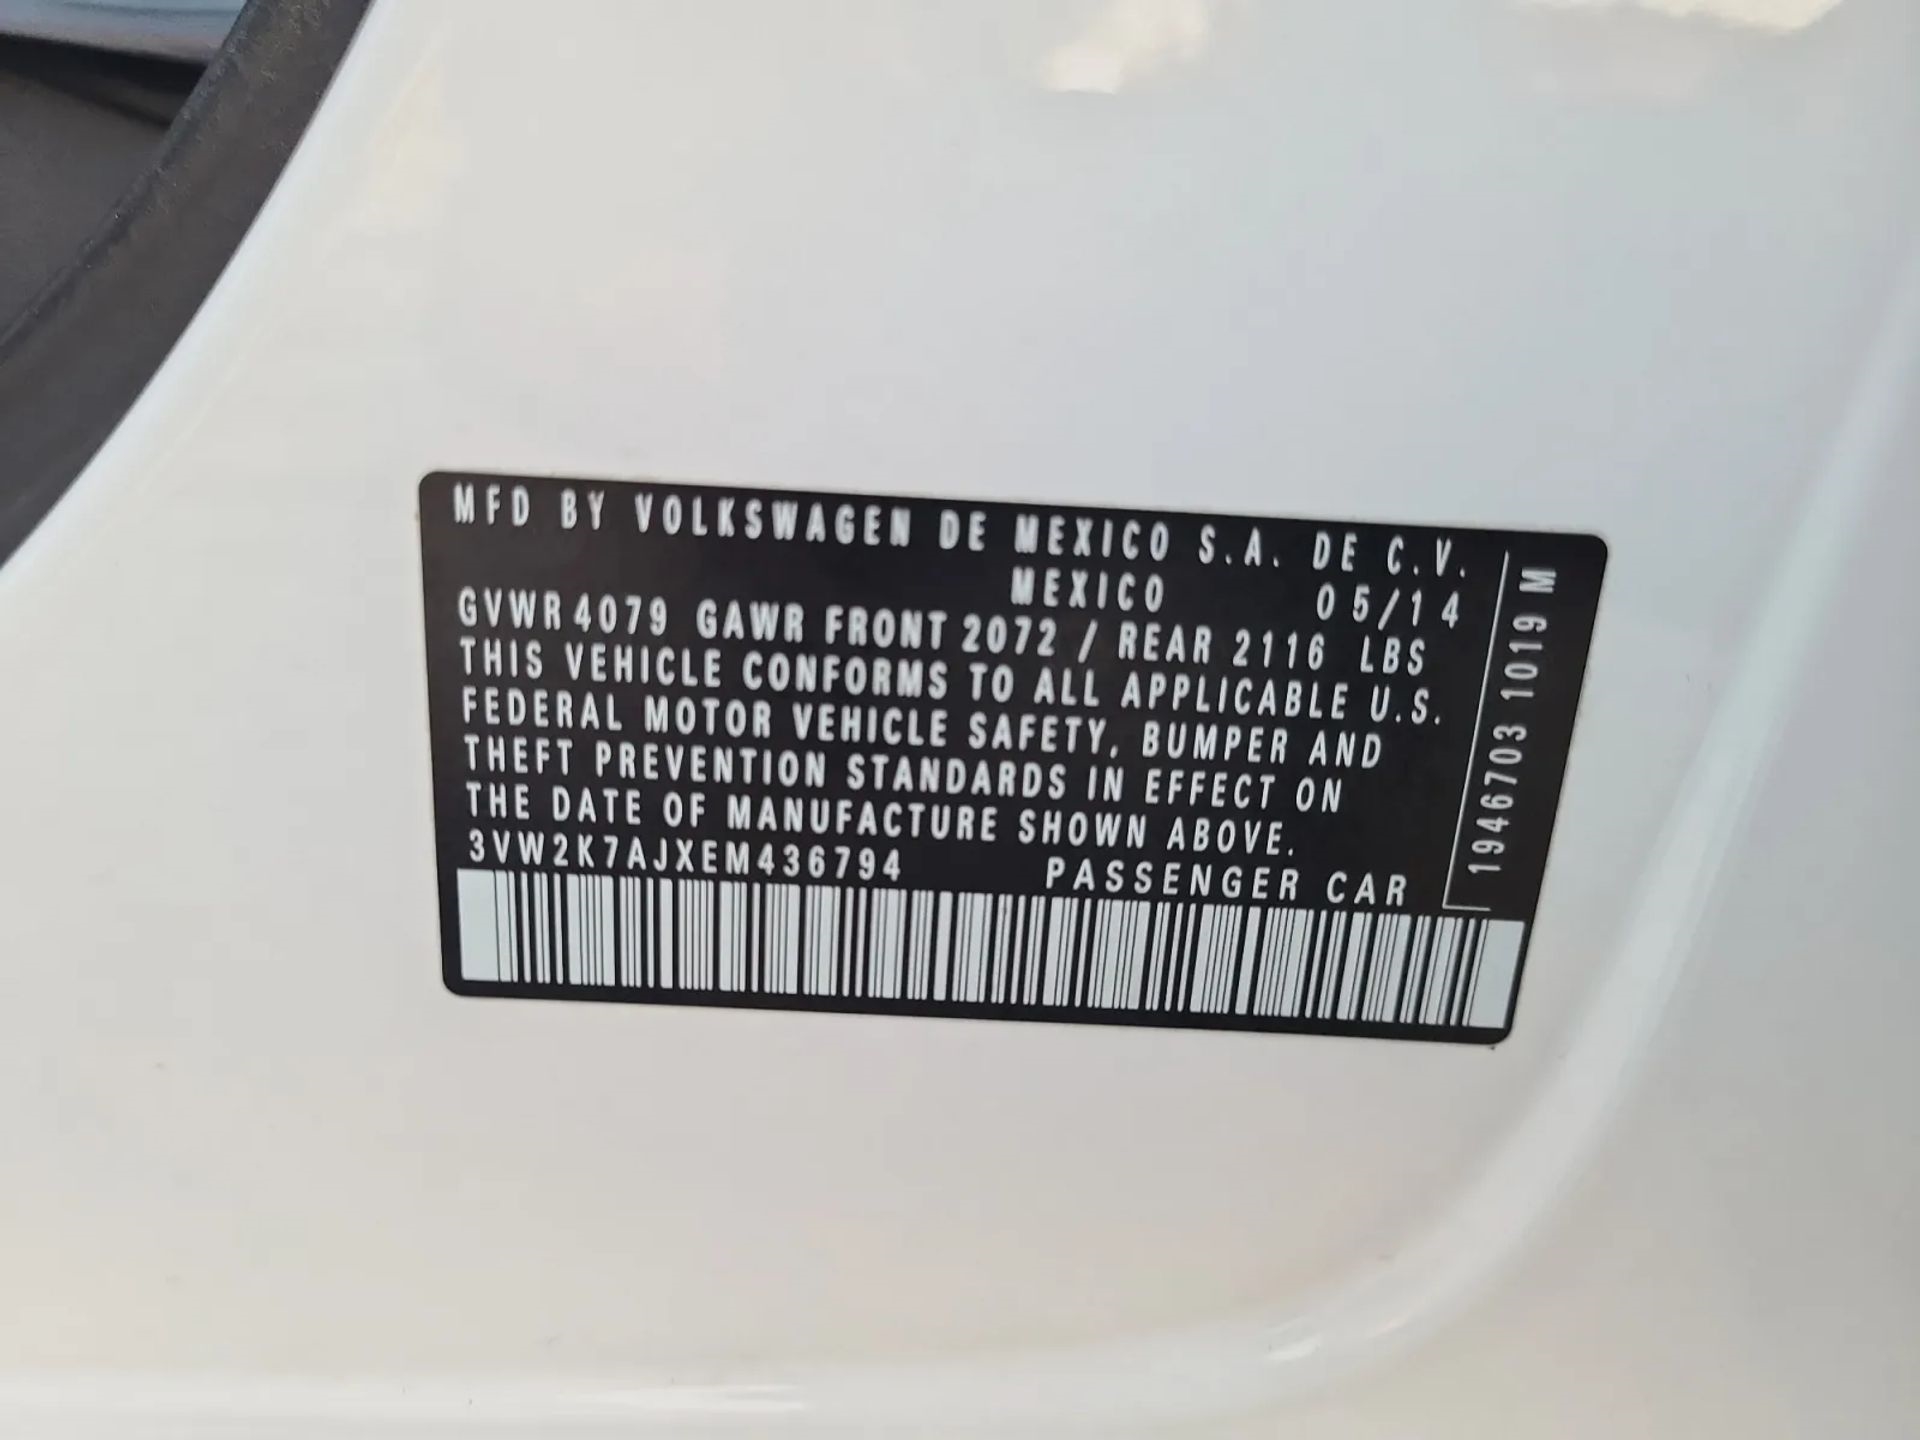 MFD BY VOLKSWAGEN DE MEXICO S.A. DE C.V.
MEXICO 05/14
GVWR 4079 GAWR FRONT 2072 / REAR 2116 LBS
THIS VEHICLE CONFORMS TO ALL APPLICABLE U.S.
FEDERAL MOTOR VEHICLE SAFETY, BUMPER AND
THEFT PREVENTION STANDARDS IN EFFECT ON
THE DATE OF MANUFACTURE SHOWN ABOVE.
3VW2K7AJXEM436794 PASSENGER CAR
1946703 1019 M